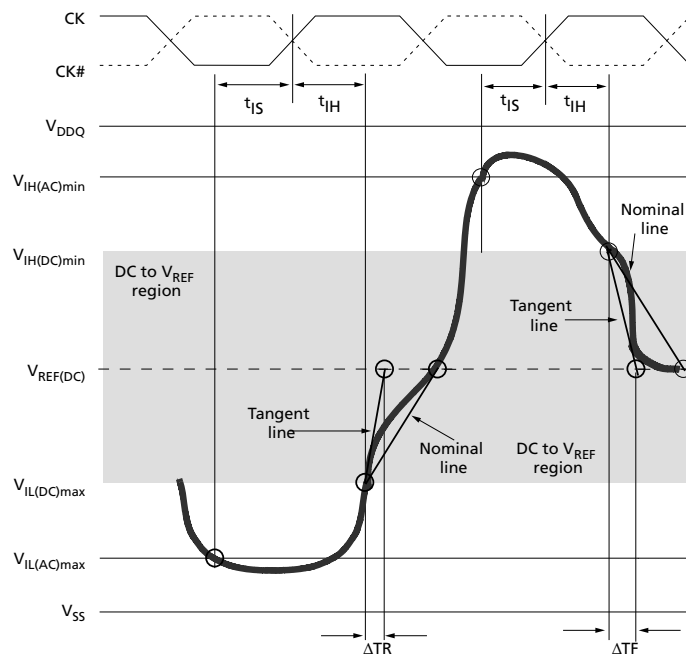 CK
CK#
tIS
tIH
tIS
tIH
VDDQ
VIH(AC)min
Nominal
line
VIH(DC)min
DC to VREF
region
Tangent
line
VREF(DC)
Tangent
line
Nominal
line
DC to VREF
region
VIL(DC)max
VIL(AC)max
VSS
ΔTR
ΔTF